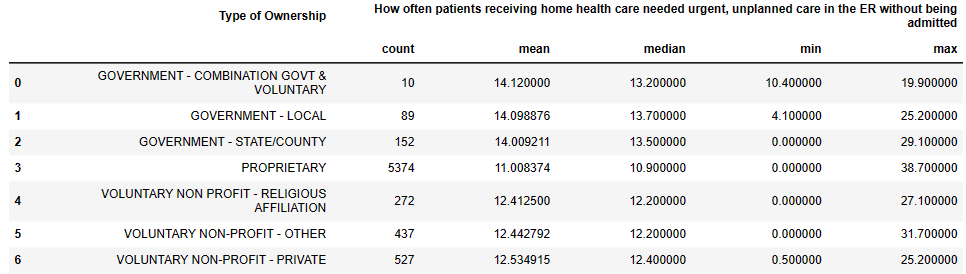 Type of Ownership How often patients receiving home health care needed urgent, unplanned care in the ER without being
admitted
count mean median min max
0 GOVERNMENT - COMBINATION GOVT &
VOLUNTARY 10 14.120000 13.200000 10.400000 19.900000
1 GOVERNMENT - LOCAL 89 14.098876 13.700000 4.100000 25.200000
2 GOVERNMENT - STATE/COUNTY 152 14.009211 13.500000 0.000000 29.100000
3 PROPRIETARY 5374 11.008374 10.900000 0.000000 38.700000
4 VOLUNTARY NON PROFIT - RELIGIOUS
AFFILIATION 272 12.412500 12.200000 0.000000 27.100000
5 VOLUNTARY NON-PROFIT - OTHER 437 12.442792 12.200000 0.000000 31.700000
6 VOLUNTARY NON-PROFIT - PRIVATE 527 12.534915 12.400000 0.500000 25.200000